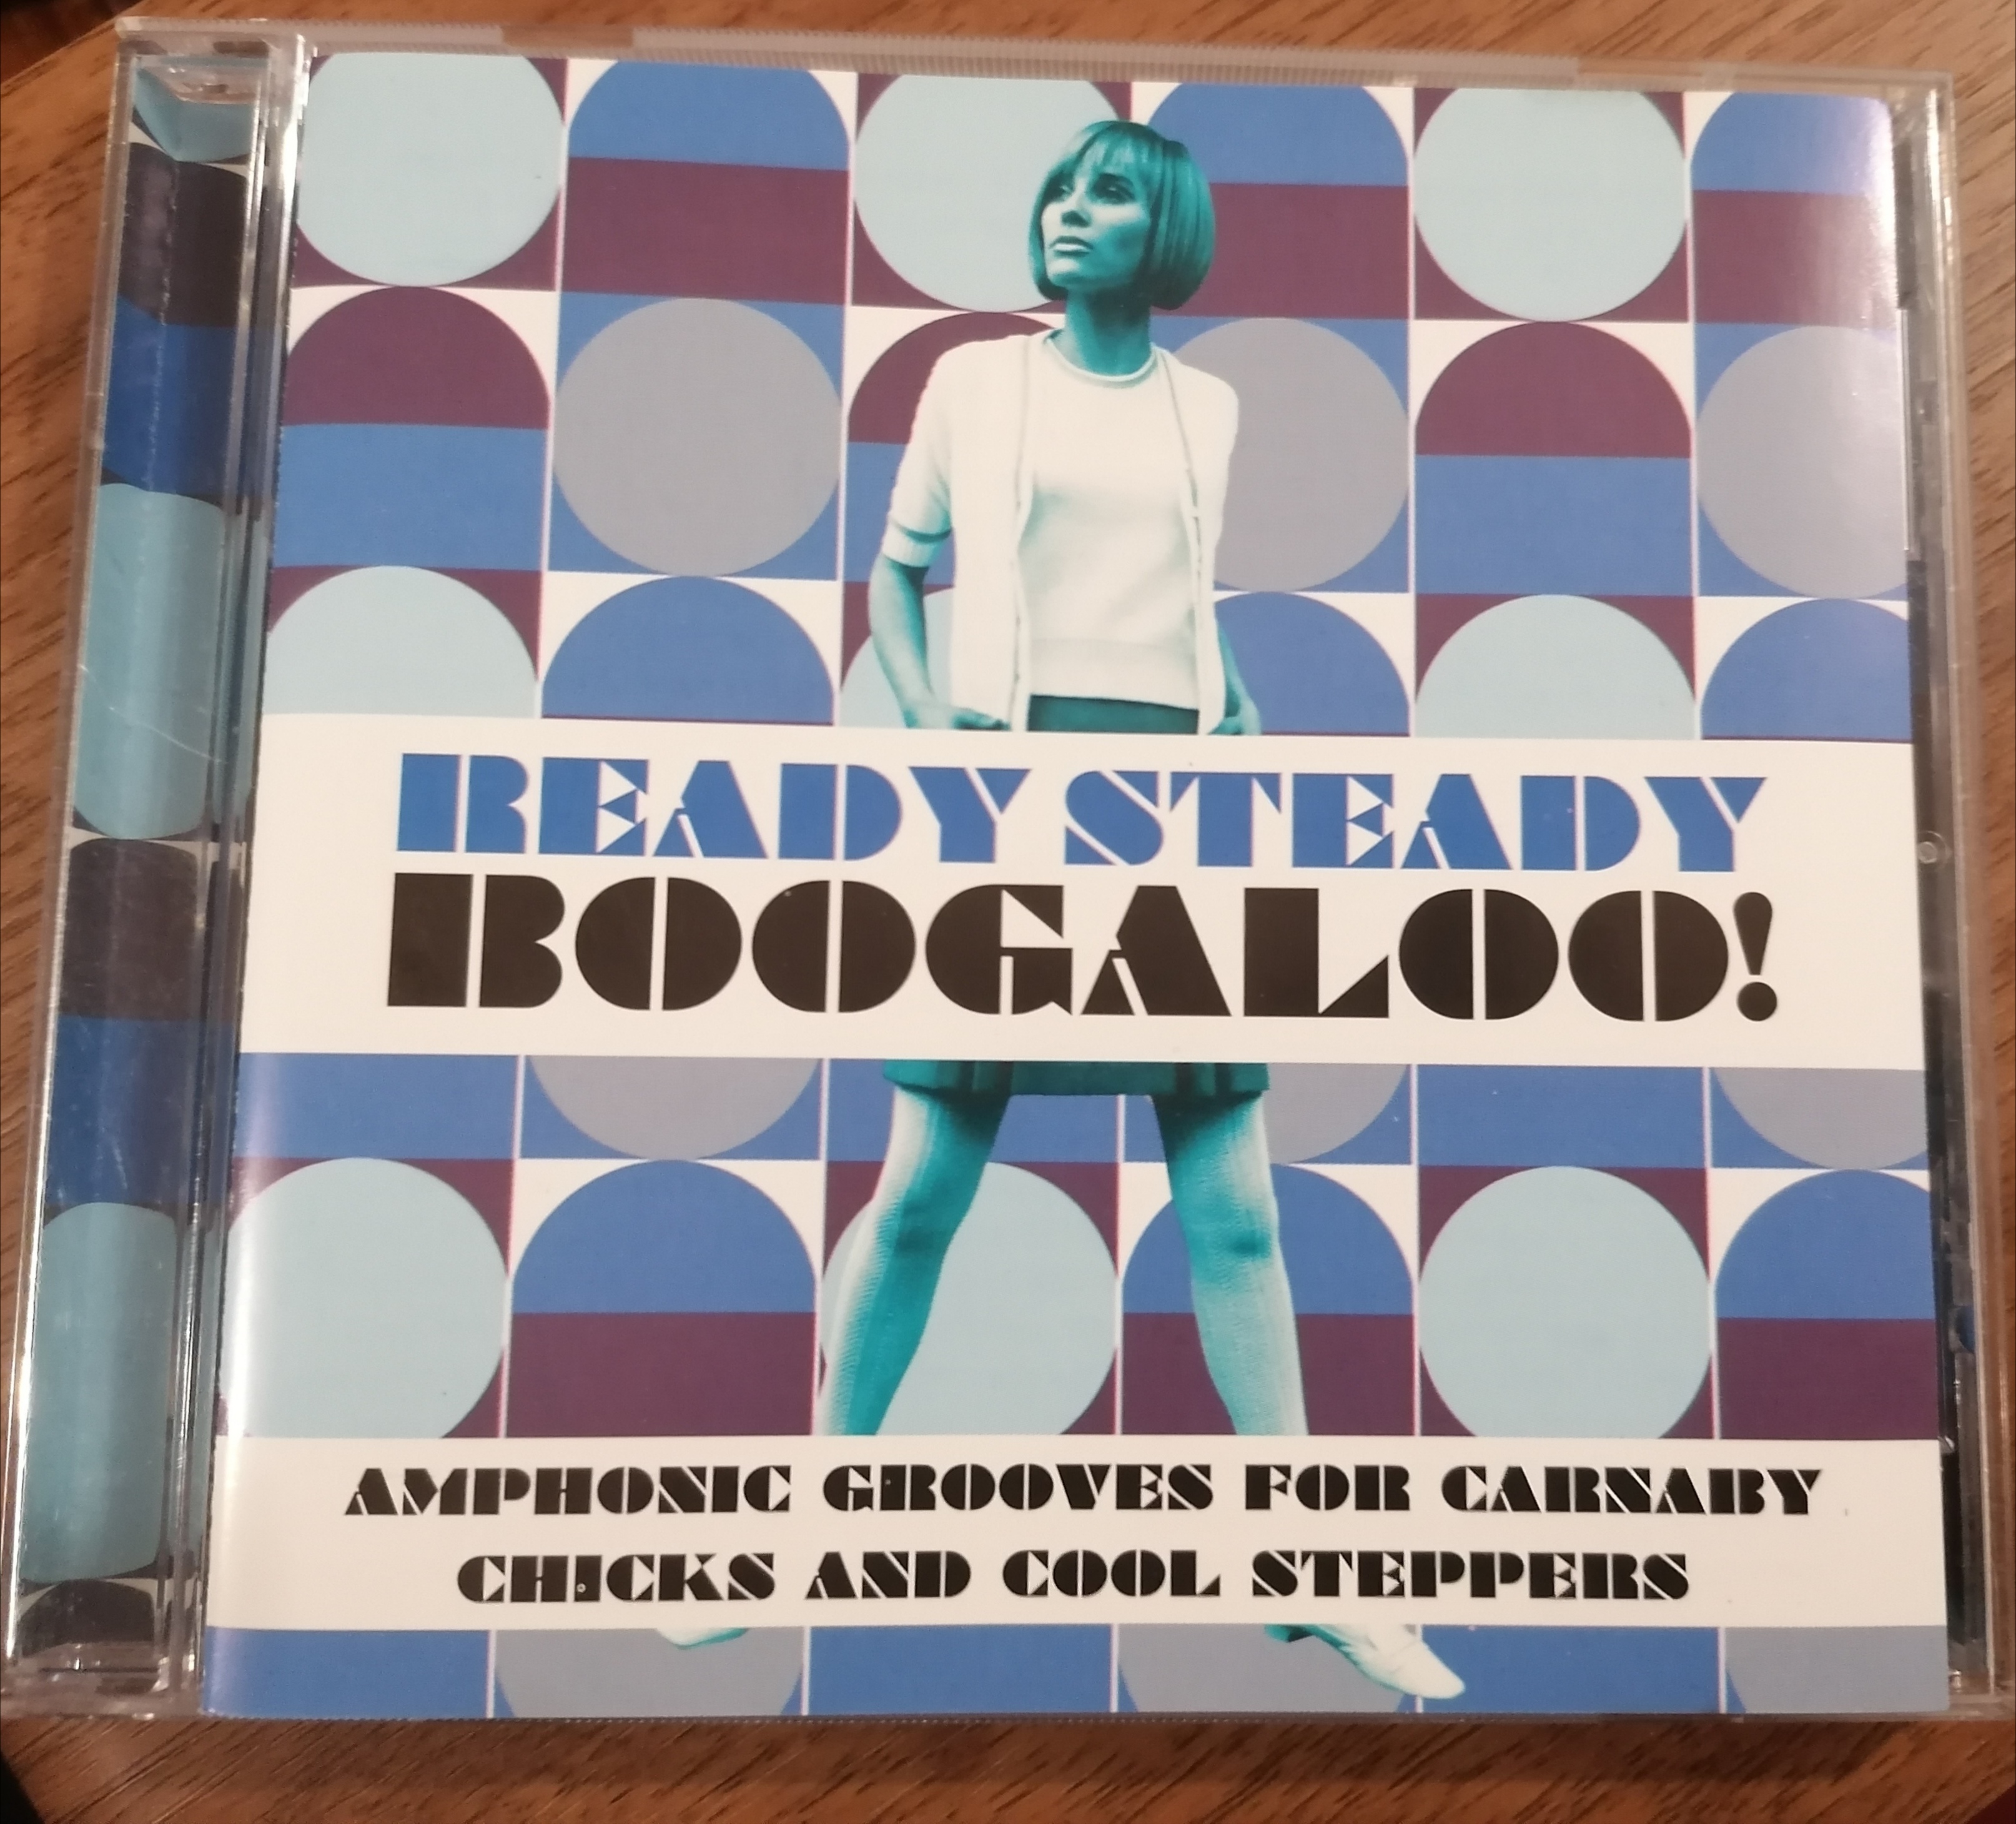 READY STEADY
BOOGALOO!
AMPHONIC GROOVES FOR CARNABY
CHICKS AND COOL STEPPERS